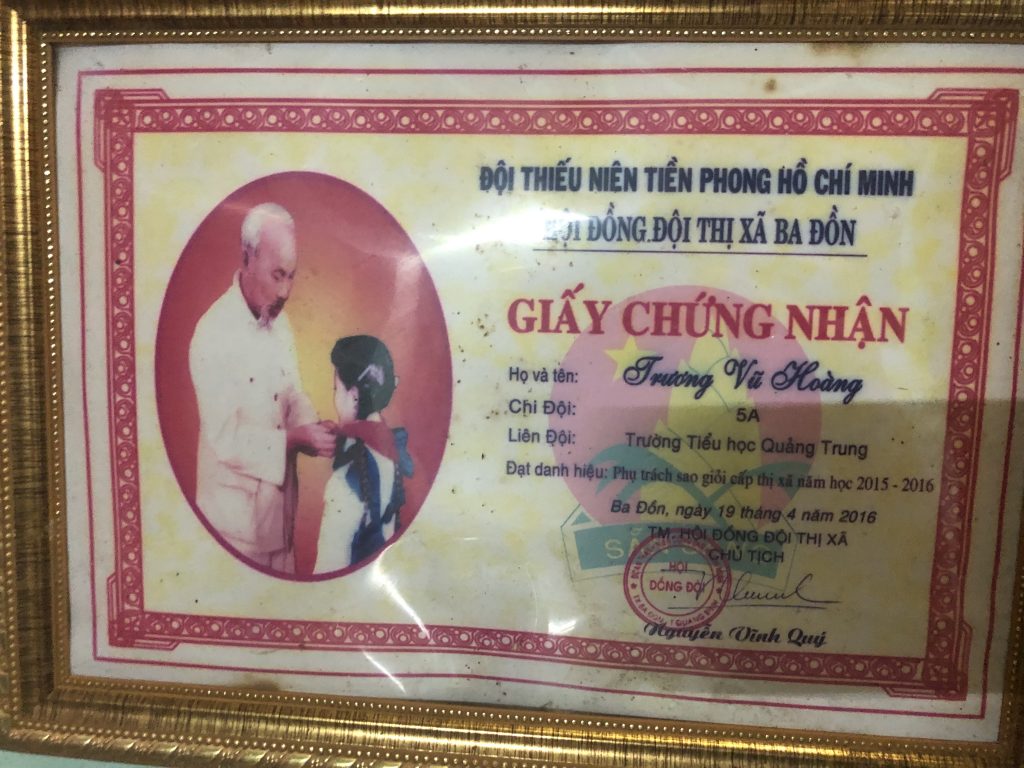 ĐỘI THIẾU NIÊN TIỀN PHONG HỒ CHÍ MINH
HỘI ĐỒNG ĐỘI THỊ XÃ BA ĐỒN
GIẤY CHỨNG NHẬN
Họ và tên: Trương Vũ Hoàng
Chi Đội: 5A
Liên Đội: Trường Tiểu học Quảng Trung
Đạt danh hiệu: Phụ trách sao giỏi cấp thị xã năm học 2015 - 2016
Ba Đồn, ngày 19 tháng 4 năm 2016
TM. HỘI ĐỒNG ĐỘI THỊ XÃ
CHỦ TỊCH
HỘI
ĐỒNG ĐỘI
Nguyễn Vĩnh Quý